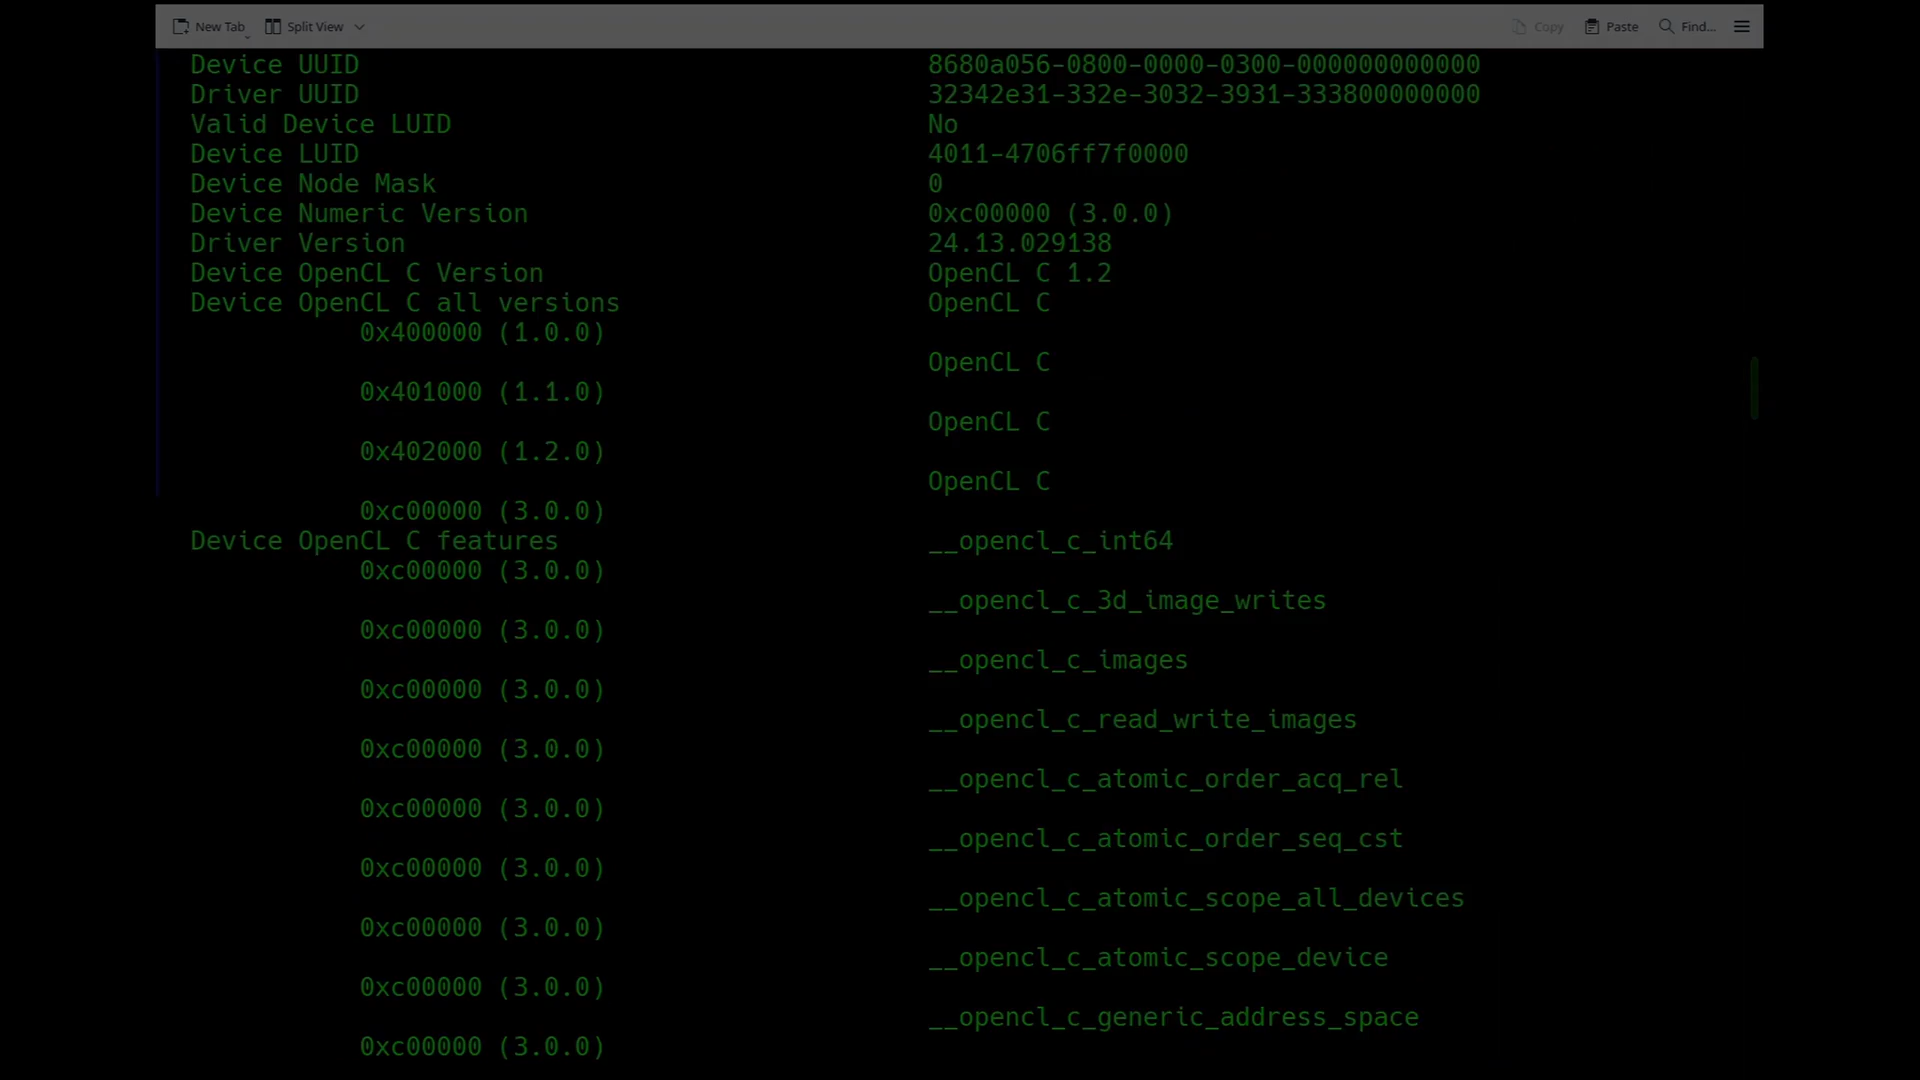 New Tab Split View Copy Paste Find...
Device UUID 8680a056-0800-0000-0300-000000000000
Driver UUID 32342e31-332e-3032-3931-333800000000
Valid Device LUID No
Device LUID 4011-4706ff7f0000
Device Node Mask 0
Device Numeric Version 0xc00000 (3.0.0)
Driver Version 24.13.029138
Device OpenCL C Version OpenCL C 1.2
Device OpenCL C all versions OpenCL C
0x400000 (1.0.0)
OpenCL C
0x401000 (1.1.0)
OpenCL C
0x402000 (1.2.0)
OpenCL C
0xc00000 (3.0.0)
Device OpenCL C features __opencl_c_int64
0xc00000 (3.0.0)
__opencl_c_3d_image_writes
0xc00000 (3.0.0)
__opencl_c_images
0xc00000 (3.0.0)
__opencl_c_read_write_images
0xc00000 (3.0.0)
__opencl_c_atomic_order_acq_rel
0xc00000 (3.0.0)
__opencl_c_atomic_order_seq_cst
0xc00000 (3.0.0)
__opencl_c_atomic_scope_all_devices
0xc00000 (3.0.0)
__opencl_c_atomic_scope_device
0xc00000 (3.0.0)
__opencl_c_generic_address_space
0xc00000 (3.0.0)